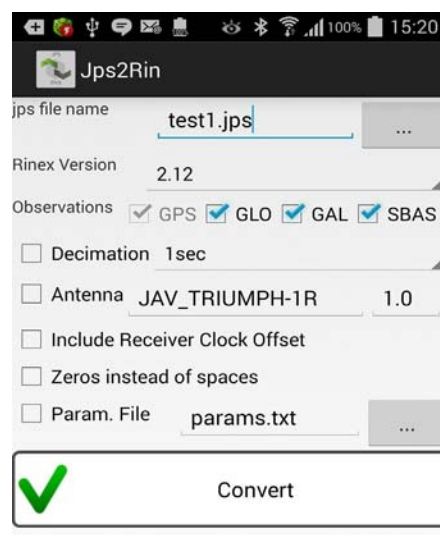 100% 15:20
Jps2Rin
jps file name test1.jps ...
Rinex Version 2.12
Observations GPS GLO GAL SBAS
Decimation 1sec
Antenna JAV_TRIUMPH-1R 1.0
Include Receiver Clock Offset
Zeros instead of spaces
Param. File params.txt ...
Convert